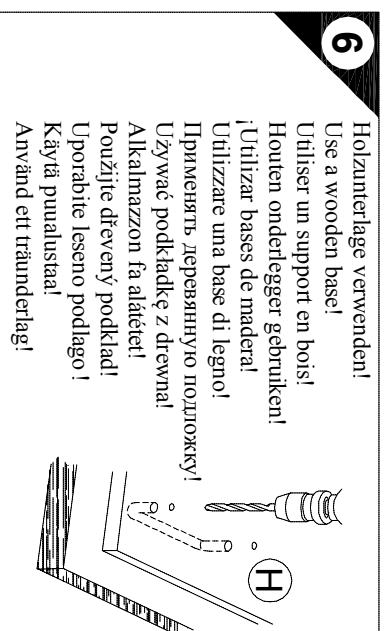 6
Holzunterlage verwenden!
Use a wooden base!
Utiliser un support en bois!
Houten onderlegger gebruiken!
¡Utilizar bases de madera!
Utilizzare una base di legno!
Применять деревянную подложку!
Używać podkładkę z drewna!
Alkalmazzon fa alátétet!
Použijte dřevený podklad!
Uporabite leseno podlago !
Käytä puualustaa!
Använd ett träunderlag!
H